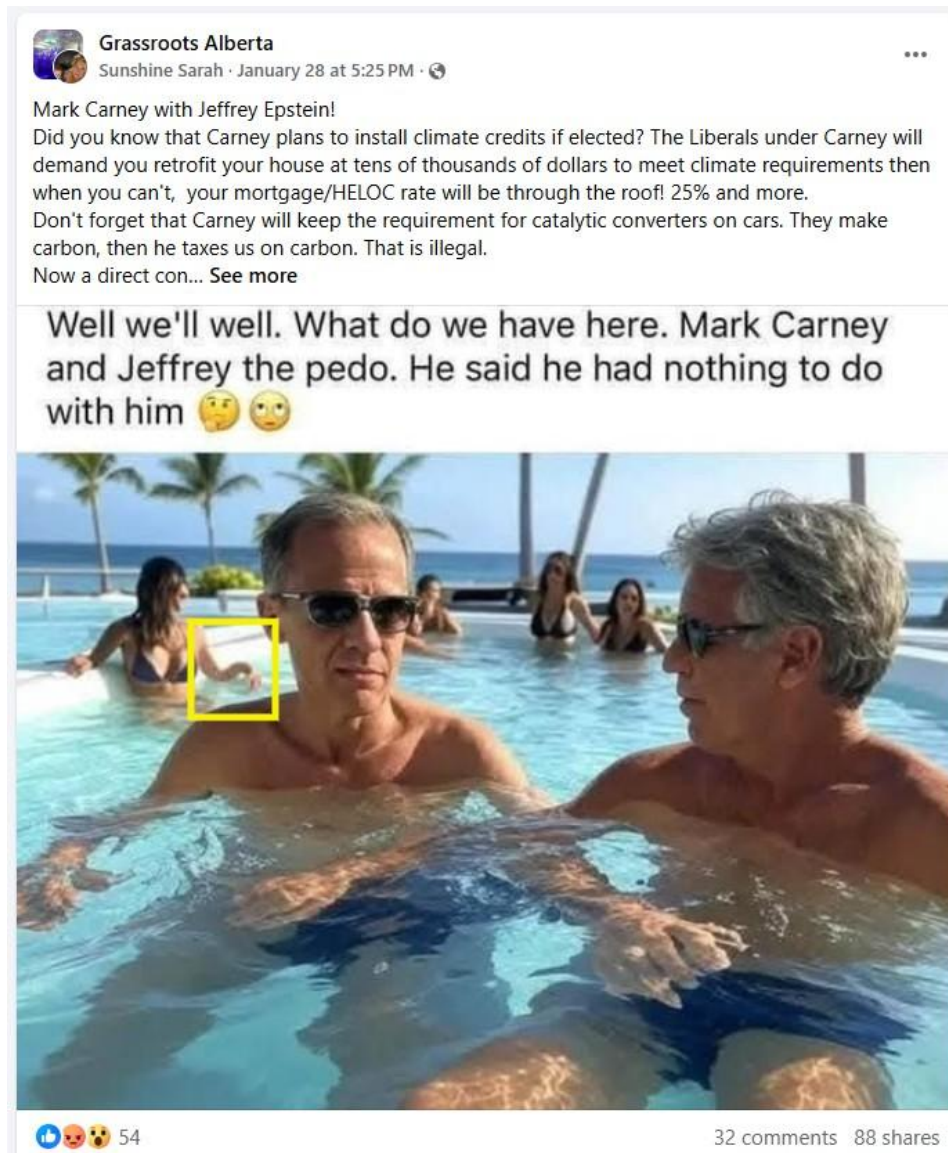 Grassroots Alberta
Sunshine Sarah · January 28 at 5:25 PM ·
Mark Carney with Jeffrey Epstein!
Did you know that Carney plans to install climate credits if elected? The Liberals under Carney will
demand you retrofit your house at tens of thousands of dollars to meet climate requirements then
when you can't, your mortgage/HELOC rate will be through the roof! 25% and more.
Don't forget that Carney will keep the requirement for catalytic converters on cars. They make
carbon, then he taxes us on carbon. That is illegal.
Now a direct con... See more
Well we'll well. What do we have here. Mark Carney
and Jeffrey the pedo. He said he had nothing to do
with him 🤔🙄
54
32 comments 88 shares